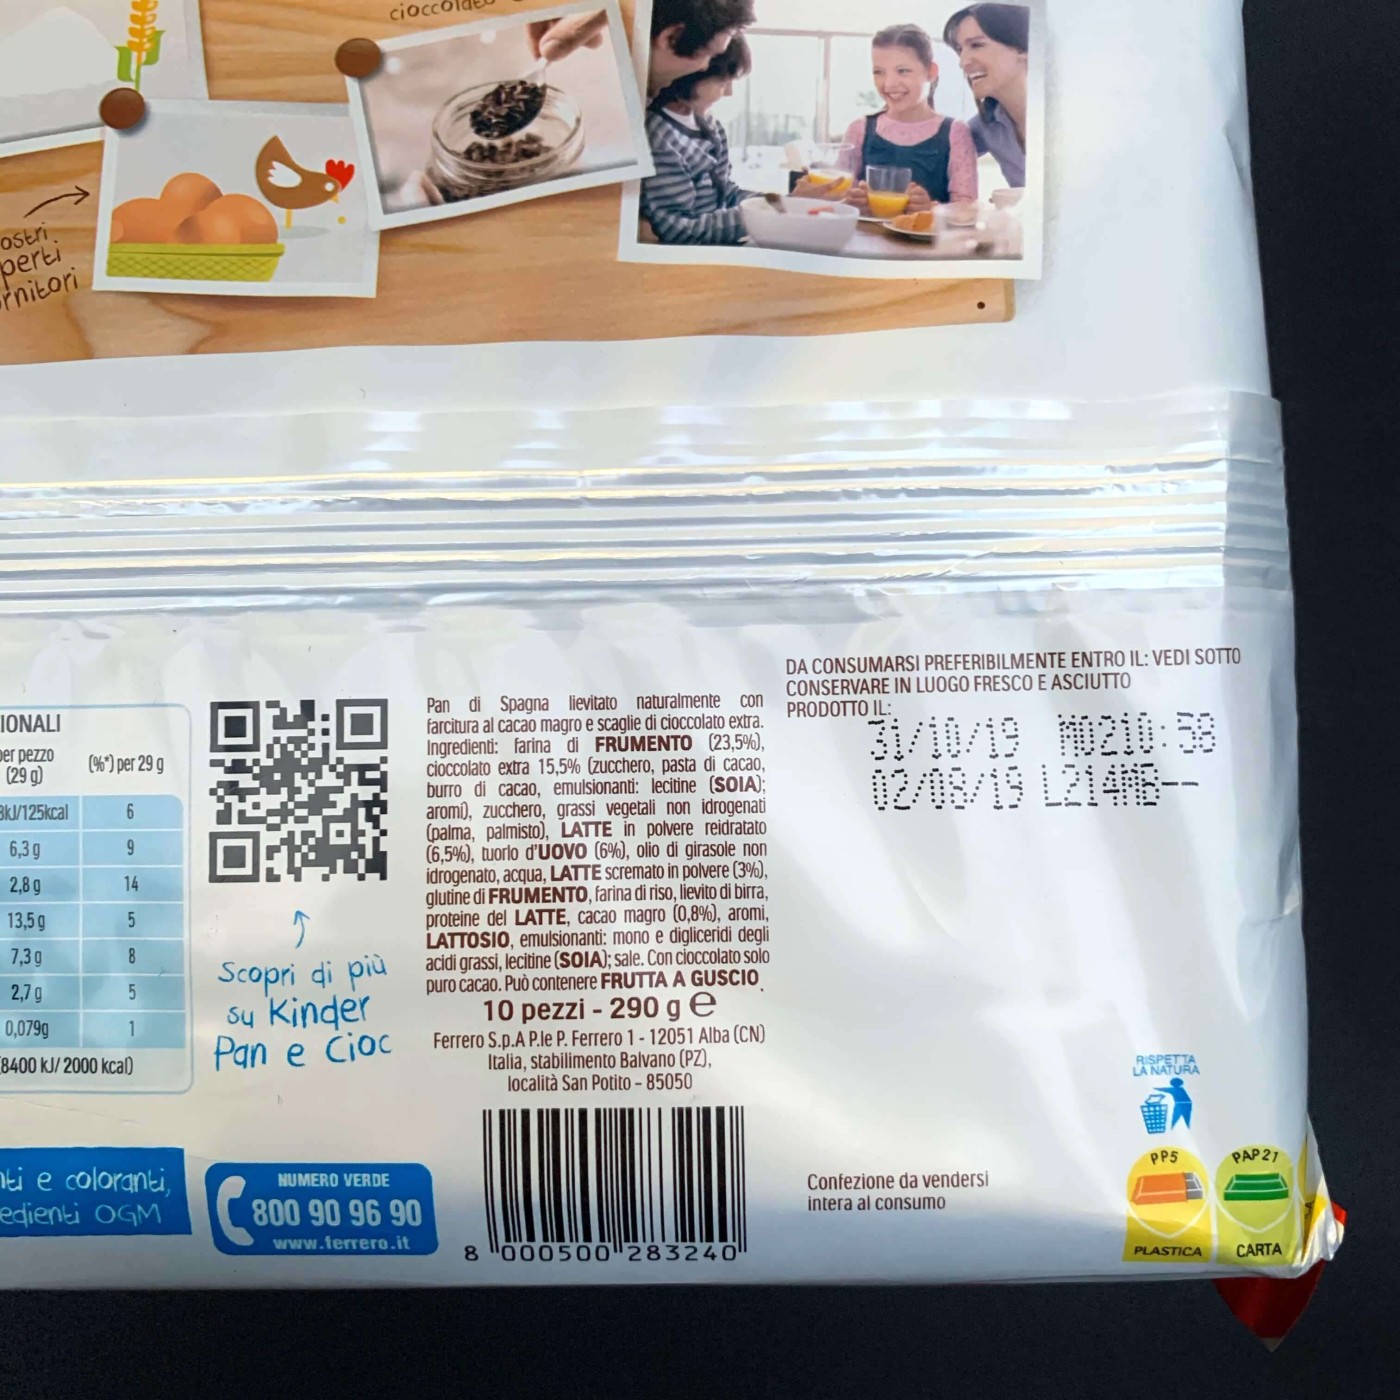 cioccolato
ostri
perti
rnitori
IONALI
per pezzo
(29 g)
(%*) per 29 g
8kJ/125kcal 6
6,3 g 9
2,8 g 14
13,5 g 5
7,3 g 8
2,7 g 5
0,079g 1
(8400 kJ/ 2000 kcal)
nti e coloranti,
edienti OGM
Scopri di più
su Kinder
Pan e Cioc
NUMERO VERDE
800 90 96 90
www.ferrero.it
Pan di Spagna lievitato naturalmente con
farcitura al cacao magro e scaglie di cioccolato extra.
Ingredienti: farina di FRUMENTO (23,5%),
cioccolato extra 15,5% (zucchero, pasta di cacao,
burro di cacao, emulsionanti: lecitine (SOIA);
aromi), zucchero, grassi vegetali non idrogenati
(palma, palmisto), LATTE in polvere reidratato
(6,5%), tuorlo d'UOVO (6%), olio di girasole non
idrogenato, acqua, LATTE scremato in polvere (3%),
glutine di FRUMENTO, farina di riso, lievito di birra,
proteine del LATTE, cacao magro (0,8%), aromi,
LATTOSIO, emulsionanti: mono e digliceridi degli
acidi grassi, lecitine (SOIA); sale. Con cioccolato solo
puro cacao. Può contenere FRUTTA A GUSCIO.
10 pezzi - 290 g ℮
Ferrero S.p.A P.le P. Ferrero 1 - 12051 Alba (CN)
Italia, stabilimento Balvano (PZ),
località San Potito - 85050
8 000500 283240
DA CONSUMARSI PREFERIBILMENTE ENTRO IL: VEDI SOTTO
CONSERVARE IN LUOGO FRESCO E ASCIUTTO
PRODOTTO IL:
31/10/19 M0210:58
02/08/19 L214MB--
Confezione da vendersi
intera al consumo
RISPETTA
LA NATURA
PP5
PLASTICA
PAP 21
CARTA